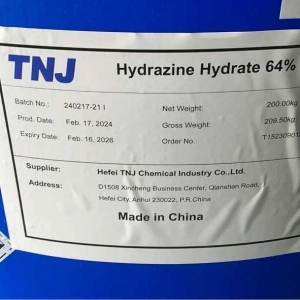 TNJ Hydrazine Hydrate 64%
Batch No.: 240217-21 I Net Weight: 200.00kg
Prod. Date: Feb. 17, 2024 Gross Weight: 209.50kg
Expiry Date: Feb. 16, 2026 Order No.: T15230901
Supplier: Hefei TNJ Chemical Industry Co.,Ltd.
Address: D1508 Xincheng Business Center, Qianshan Road,
Hefei City, Anhui 230022, P.R. China
Made in China